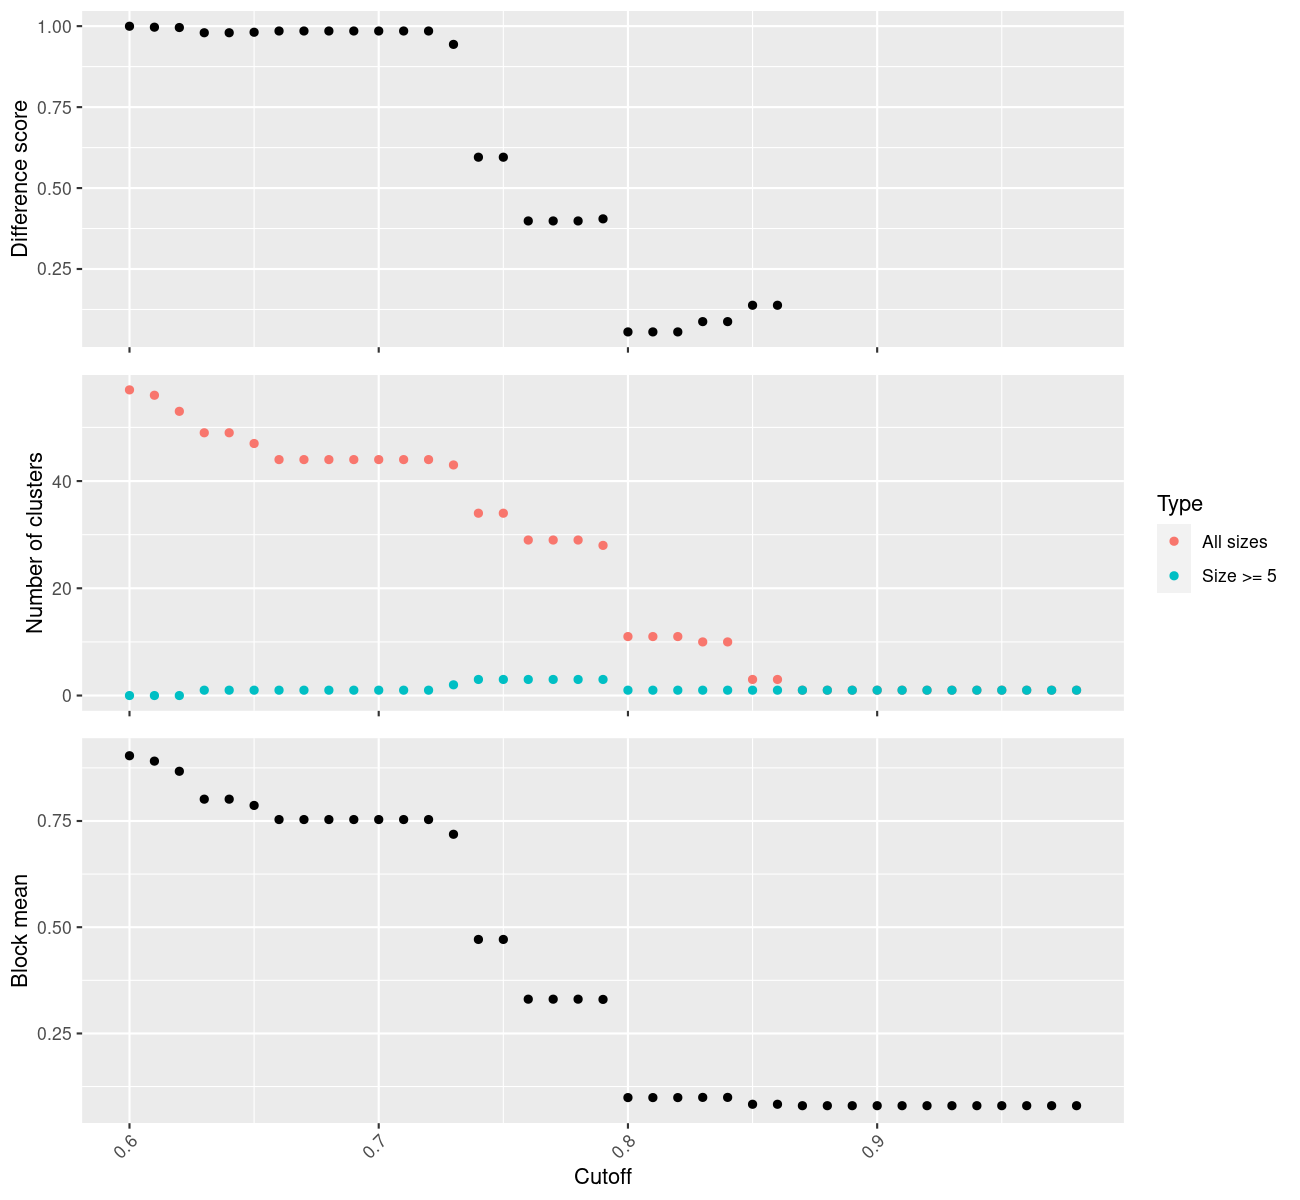 Difference score
1.00
0.75
0.50
0.25
Number of clusters
40
20
0
Type
All sizes
Size >= 5
Block mean
0.75
0.50
0.25
0.6
0.7
0.8
0.9
Cutoff